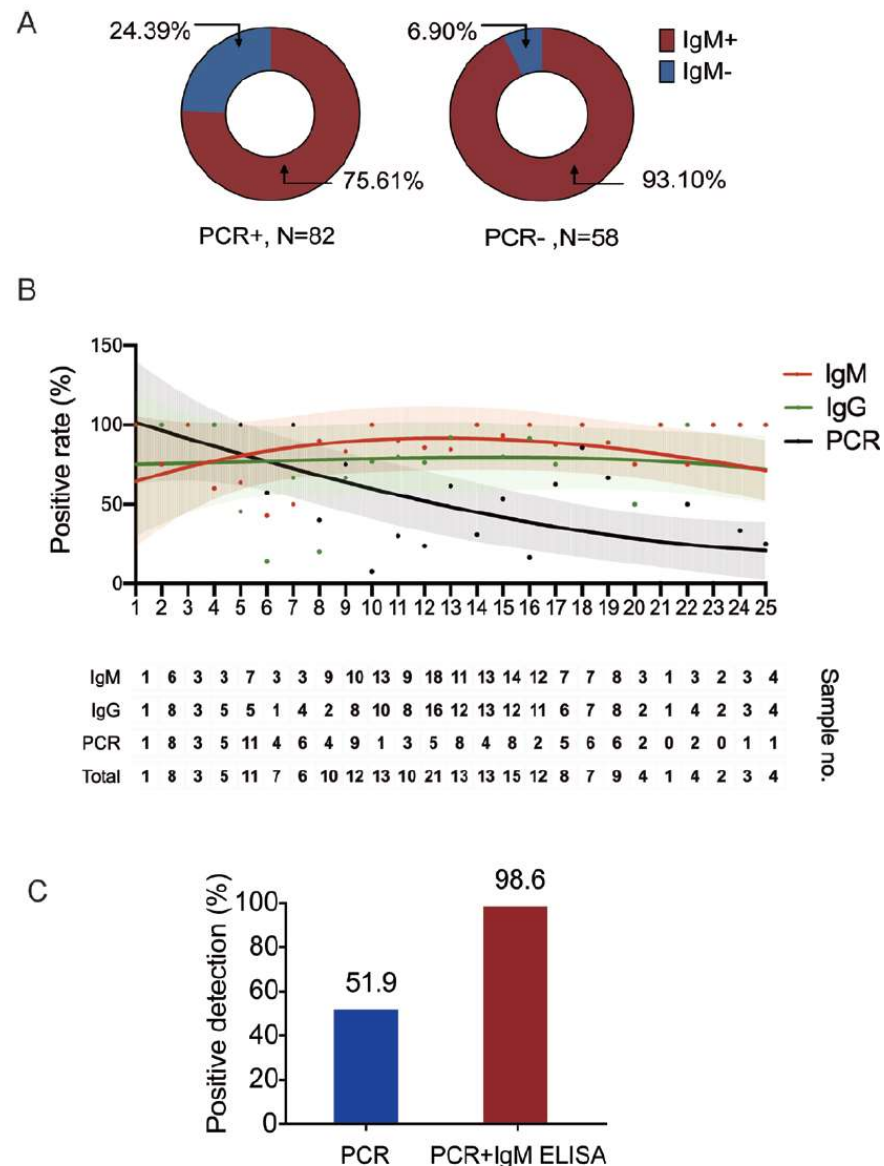 A
24.39%
6.90%
IgM+
IgM-
75.61%
93.10%
PCR+, N=82
PCR- ,N=58
B
Positive rate (%)
150
100
50
0
IgM
IgG
PCR
1 2 3 4 5 6 7 8 9 10 11 12 13 14 15 16 17 18 19 20 21 22 23 24 25
IgM 1 6 3 3 7 3 3 9 10 13 9 18 11 13 14 12 7 7 8 3 1 3 2 3 4
IgG 1 8 3 5 5 1 4 2 8 10 8 16 12 13 12 11 6 7 8 2 1 4 2 3 4
PCR 1 8 3 5 11 4 6 4 9 1 3 5 8 4 8 2 5 6 6 2 0 2 0 1 1
Total 1 8 3 5 11 7 6 10 12 13 10 21 13 13 15 12 8 7 9 4 1 4 2 3 4
Sample no.
C
Positive detection (%)
100
80
60
40
20
0
51.9
98.6
PCR
PCR+IgM ELISA